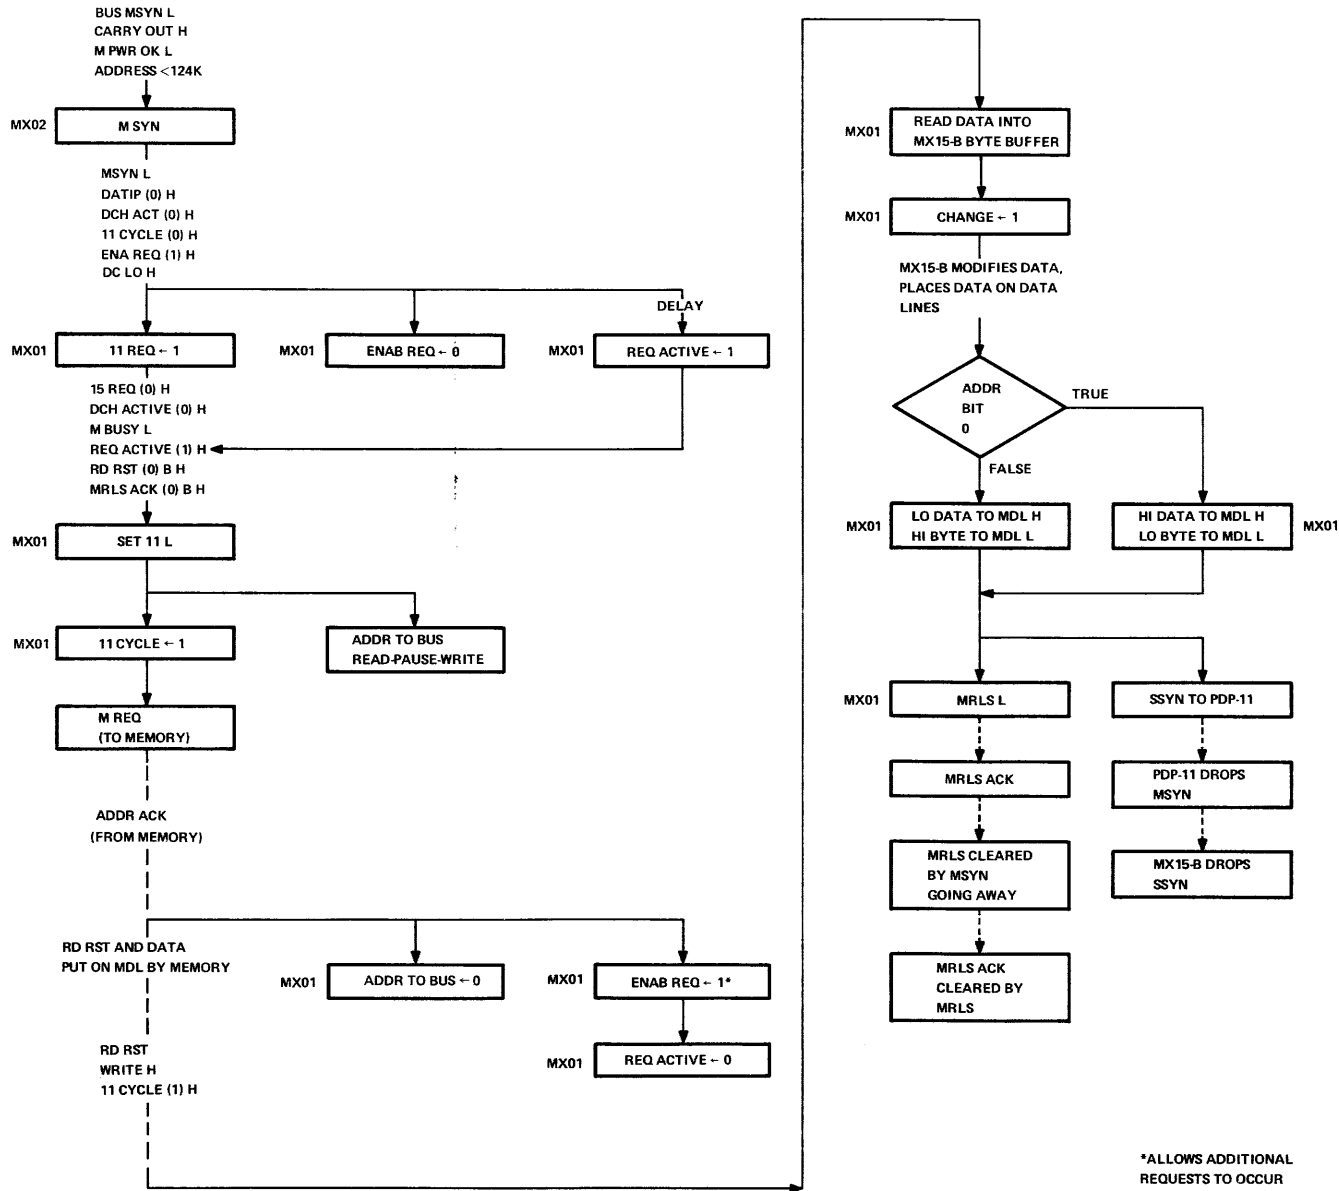 BUS MSYN L
CARRY OUT H
M PWR OK L
ADDRESS <124K
MX02
M SYN
MSYN L
DATIP (0) H
DCH ACT (0) H
11 CYCLE (0) H
ENA REQ (1) H
DC LO H
DELAY
MX01
11 REQ ← 1
MX01
ENAB REQ ← 0
MX01
REQ ACTIVE ← 1
15 REQ (0) H
DCH ACTIVE (0) H
M BUSY L
REQ ACTIVE (1) H
RD RST (0) B H
MRLS ACK (0) B H
MX01
SET 11 L
MX01
11 CYCLE ← 1
ADDR TO BUS
READ-PAUSE-WRITE
M REQ
(TO MEMORY)
ADDR ACK
(FROM MEMORY)
RD RST AND DATA
PUT ON MDL BY MEMORY
MX01
ADDR TO BUS ← 0
MX01
ENAB REQ ← 1*
MX01
REQ ACTIVE ← 0
RD RST
WRITE H
11 CYCLE (1) H
MX01
READ DATA INTO
MX15-B BYTE BUFFER
MX01
CHANGE ← 1
MX15-B MODIFIES DATA,
PLACES DATA ON DATA
LINES
ADDR
BIT
0
TRUE
FALSE
MX01
LO DATA TO MDL H
HI BYTE TO MDL L
HI DATA TO MDL H
LO BYTE TO MDL L
MX01
MX01
MRLS L
SSYN TO PDP-11
MRLS ACK
PDP-11 DROPS
MSYN
MRLS CLEARED
BY MSYN
GOING AWAY
MX15-B DROPS
SSYN
MRLS ACK
CLEARED BY
MRLS
*ALLOWS ADDITIONAL
REQUESTS TO OCCUR